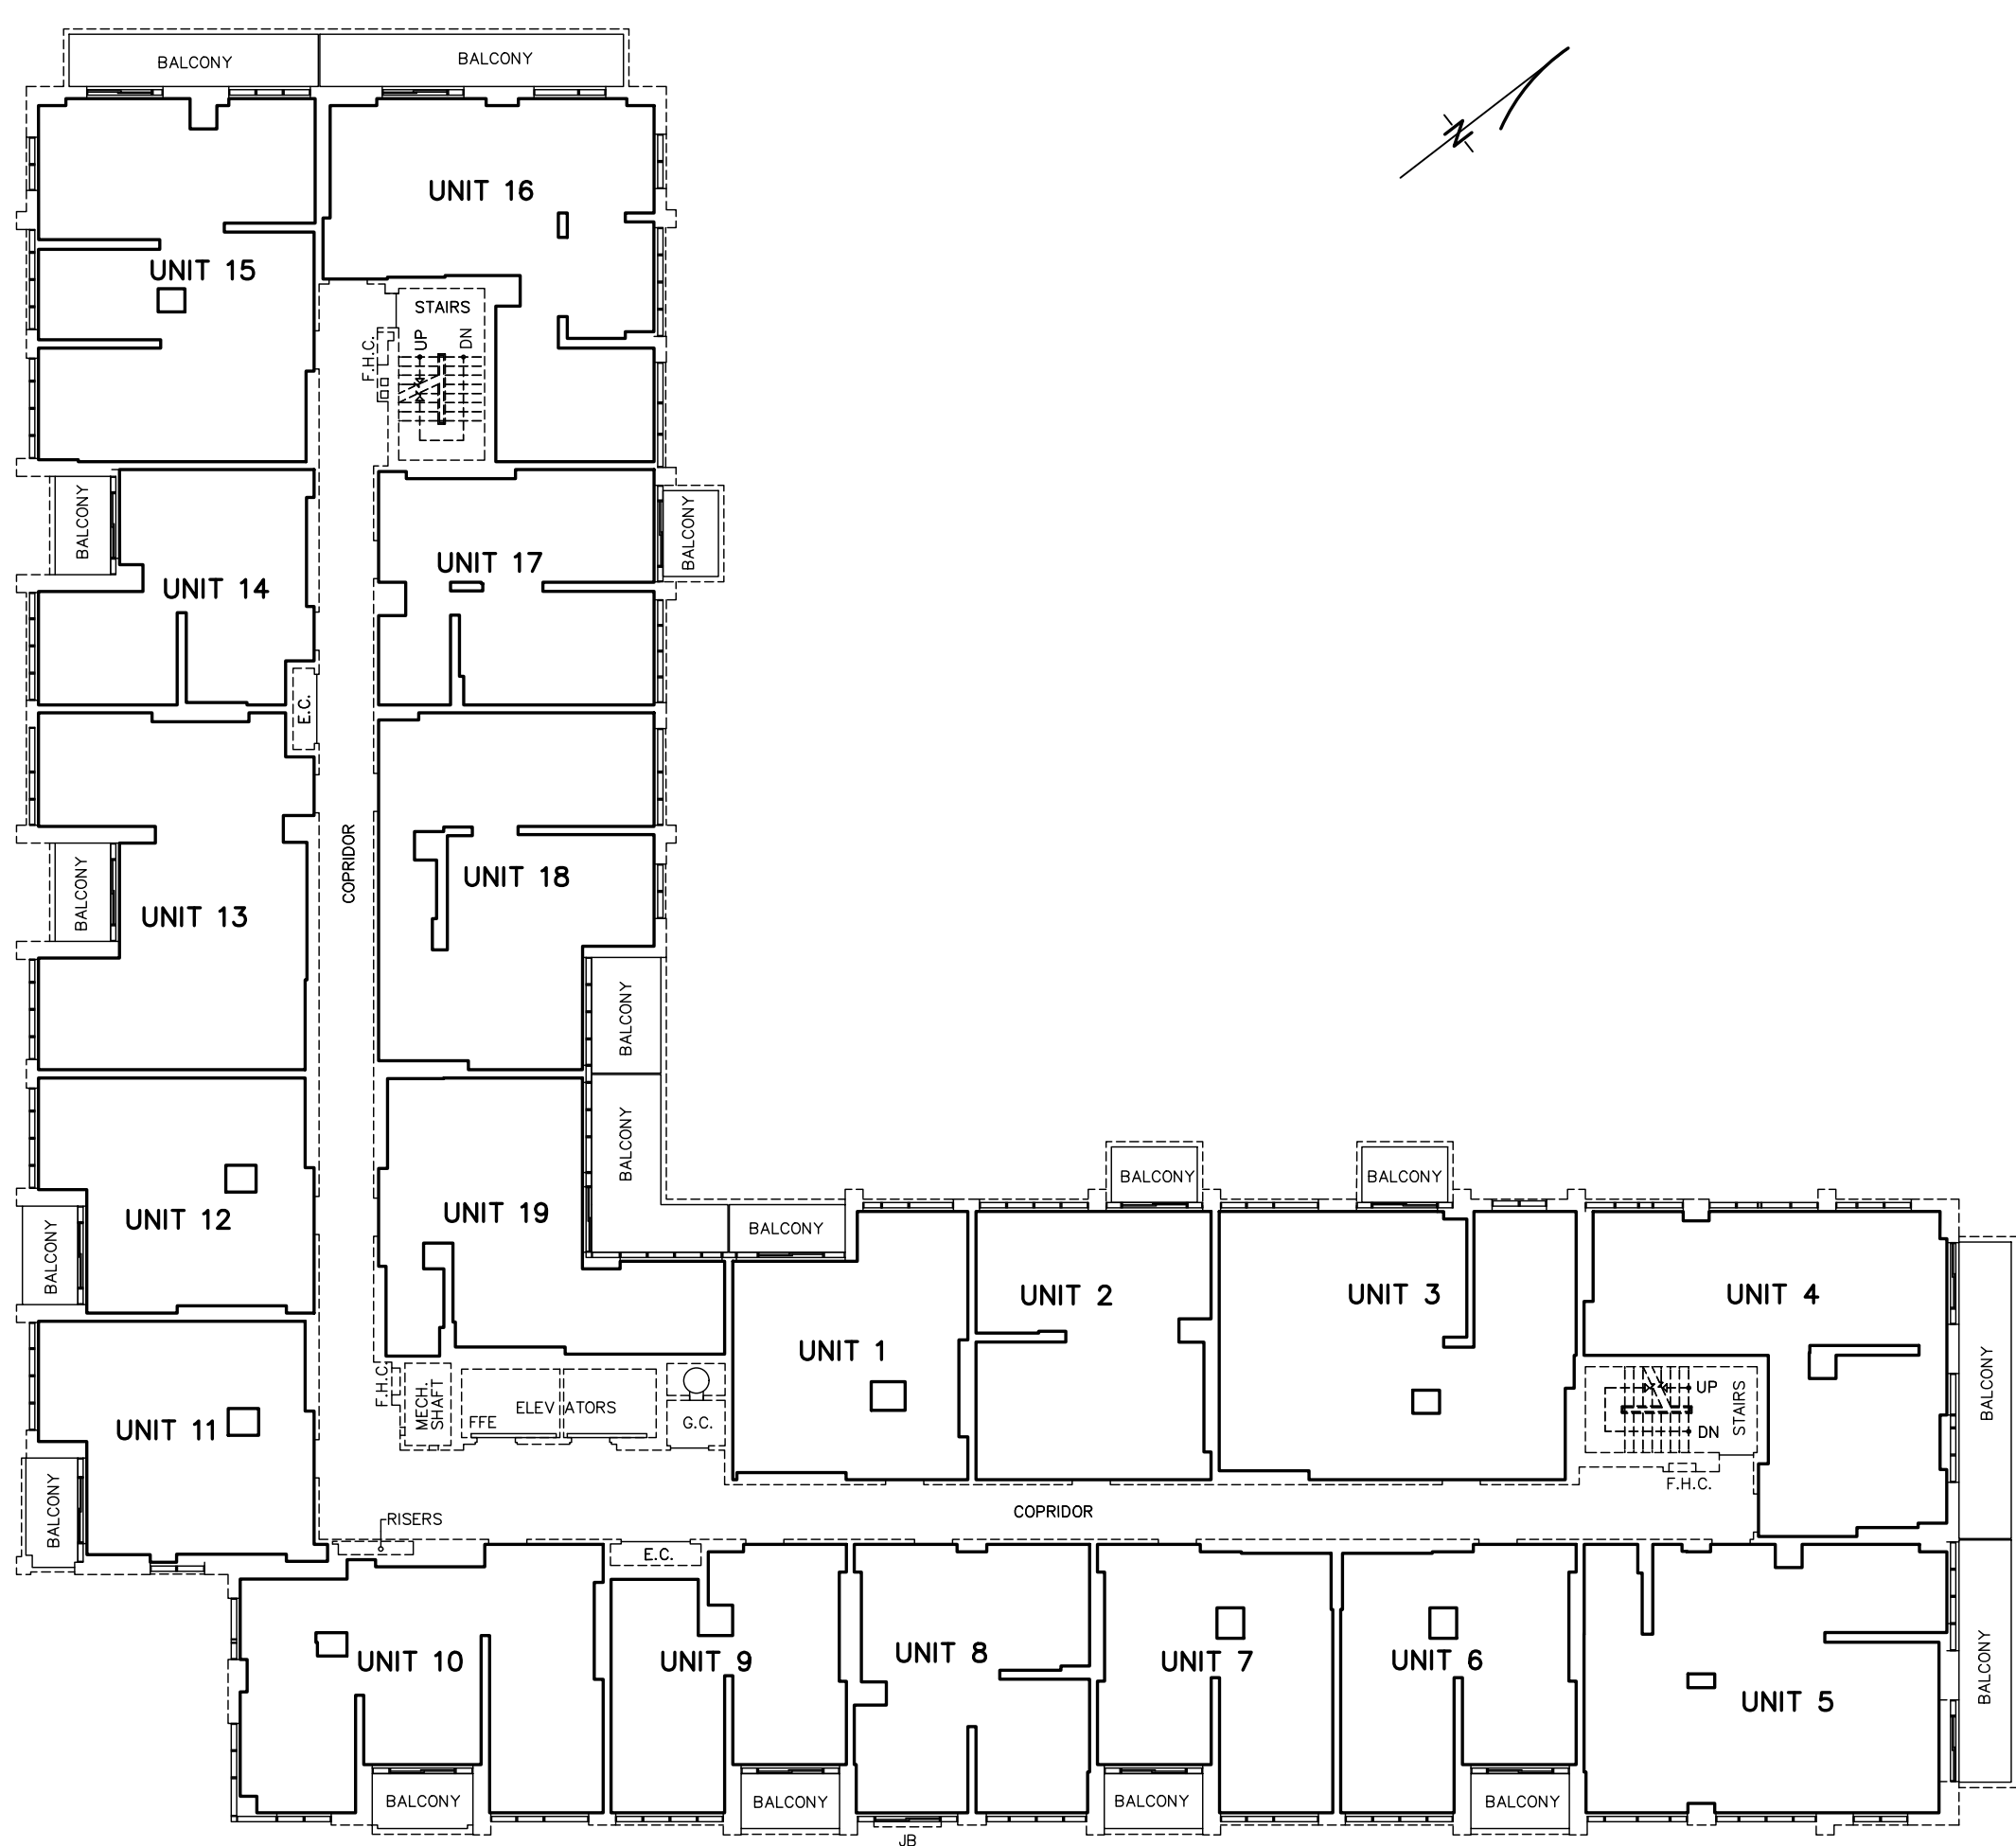 BALCONY
BALCONY
N
UNIT 16
UNIT 15
STAIRS
UP
DN
F.H.C.
BALCONY
BALCONY
UNIT 17
UNIT 14
E.C.
COPRIDOR
UNIT 18
BALCONY
UNIT 13
BALCONY
BALCONY
BALCONY
BALCONY
UNIT 12
UNIT 19
BALCONY
BALCONY
UNIT 2
UNIT 3
UNIT 4
UNIT 1
BALCONY
F.H.C.
MECH.
SHAFT
FFE
ELEVATORS
G.C.
UP
DN
STAIRS
F.H.C.
UNIT 11
BALCONY
RISERS
COPRIDOR
E.C.
UNIT 10
UNIT 9
UNIT 8
UNIT 7
UNIT 6
UNIT 5
BALCONY
BALCONY
BALCONY
BALCONY
BALCONY
JB